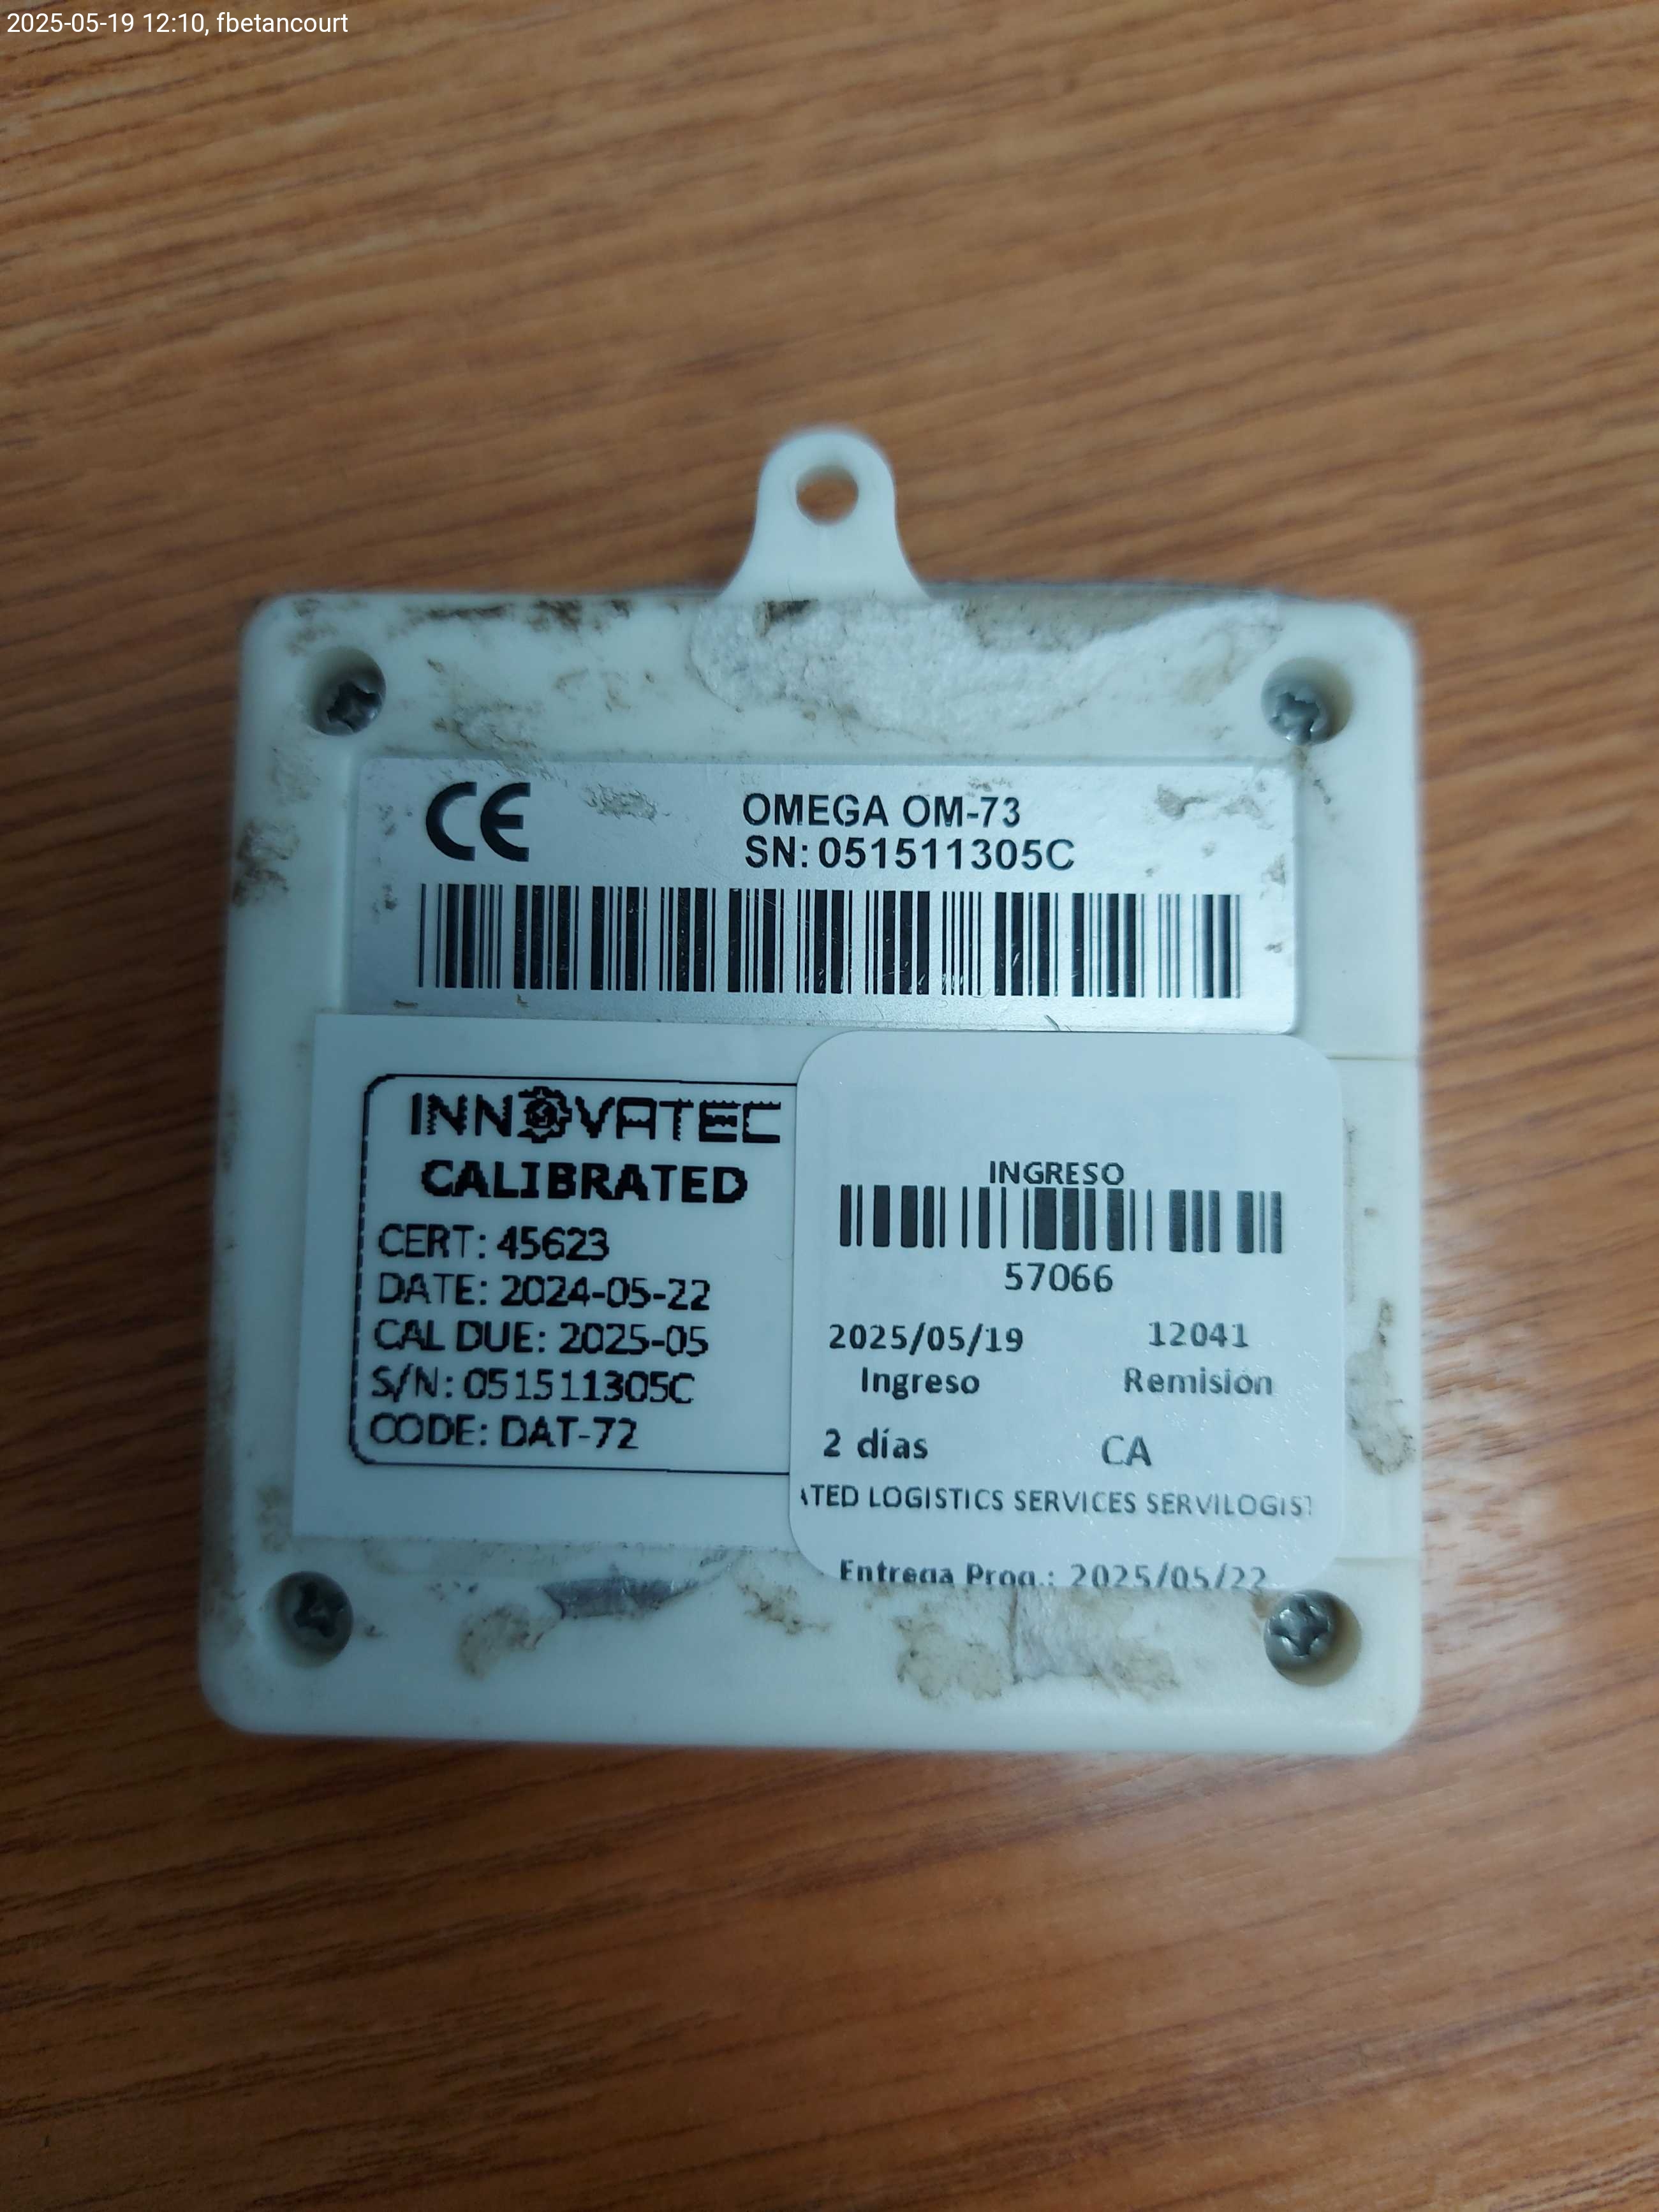 2025-05-19 12:10, fbetancourt
CE
OMEGA OM-73
SN: 051511305C
INNOVATEC
CALIBRATED
CERT: 45623
DATE: 2024-05-22
CAL DUE: 2025-05
S/N: 051511305C
CODE: DAT-72
INGRESO
57066
2025/05/19 12041
Ingreso Remisión
2 días CA
ATED LOGISTICS SERVICES SERVILOGIST
Entrega Prog.: 2025/05/22